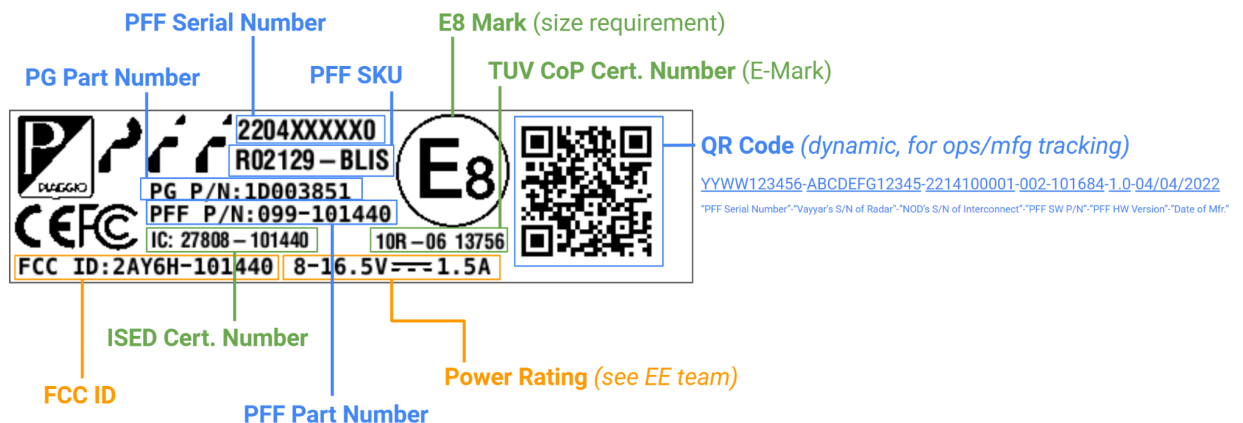 PFF Serial Number
E8 Mark (size requirement)
PG Part Number
PFF SKU
TUV CoP Cert. Number (E-Mark)
P
PIAGGIO
PFF
2204XXXXX0
R02129-BLIS
PG P/N:1D003851
PFF P/N:099-101440
E8
CE FC
IC: 27808-101440
10R-06 13756
FCC ID:2AY6H-101440
8-16.5V⎓1.5A
QR Code (dynamic, for ops/mfg tracking)
YYWW123456-ABCDEFG12345-2214100001-002-101684-1.0-04/04/2022
"PFF Serial Number"-"Vayyar's S/N of Radar"-"NOD's S/N of Interconnect"-"PFF SW P/N"-"PFF HW Version"-"Date of Mfr."
ISED Cert. Number
Power Rating (see EE team)
FCC ID
PFF Part Number